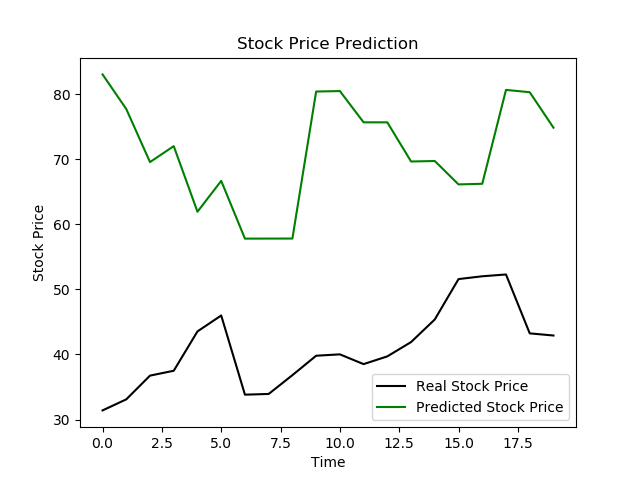 Stock Price Prediction
Stock Price
80
70
60
50
40
30
Real Stock Price
Predicted Stock Price
0.0 2.5 5.0 7.5 10.0 12.5 15.0 17.5
Time